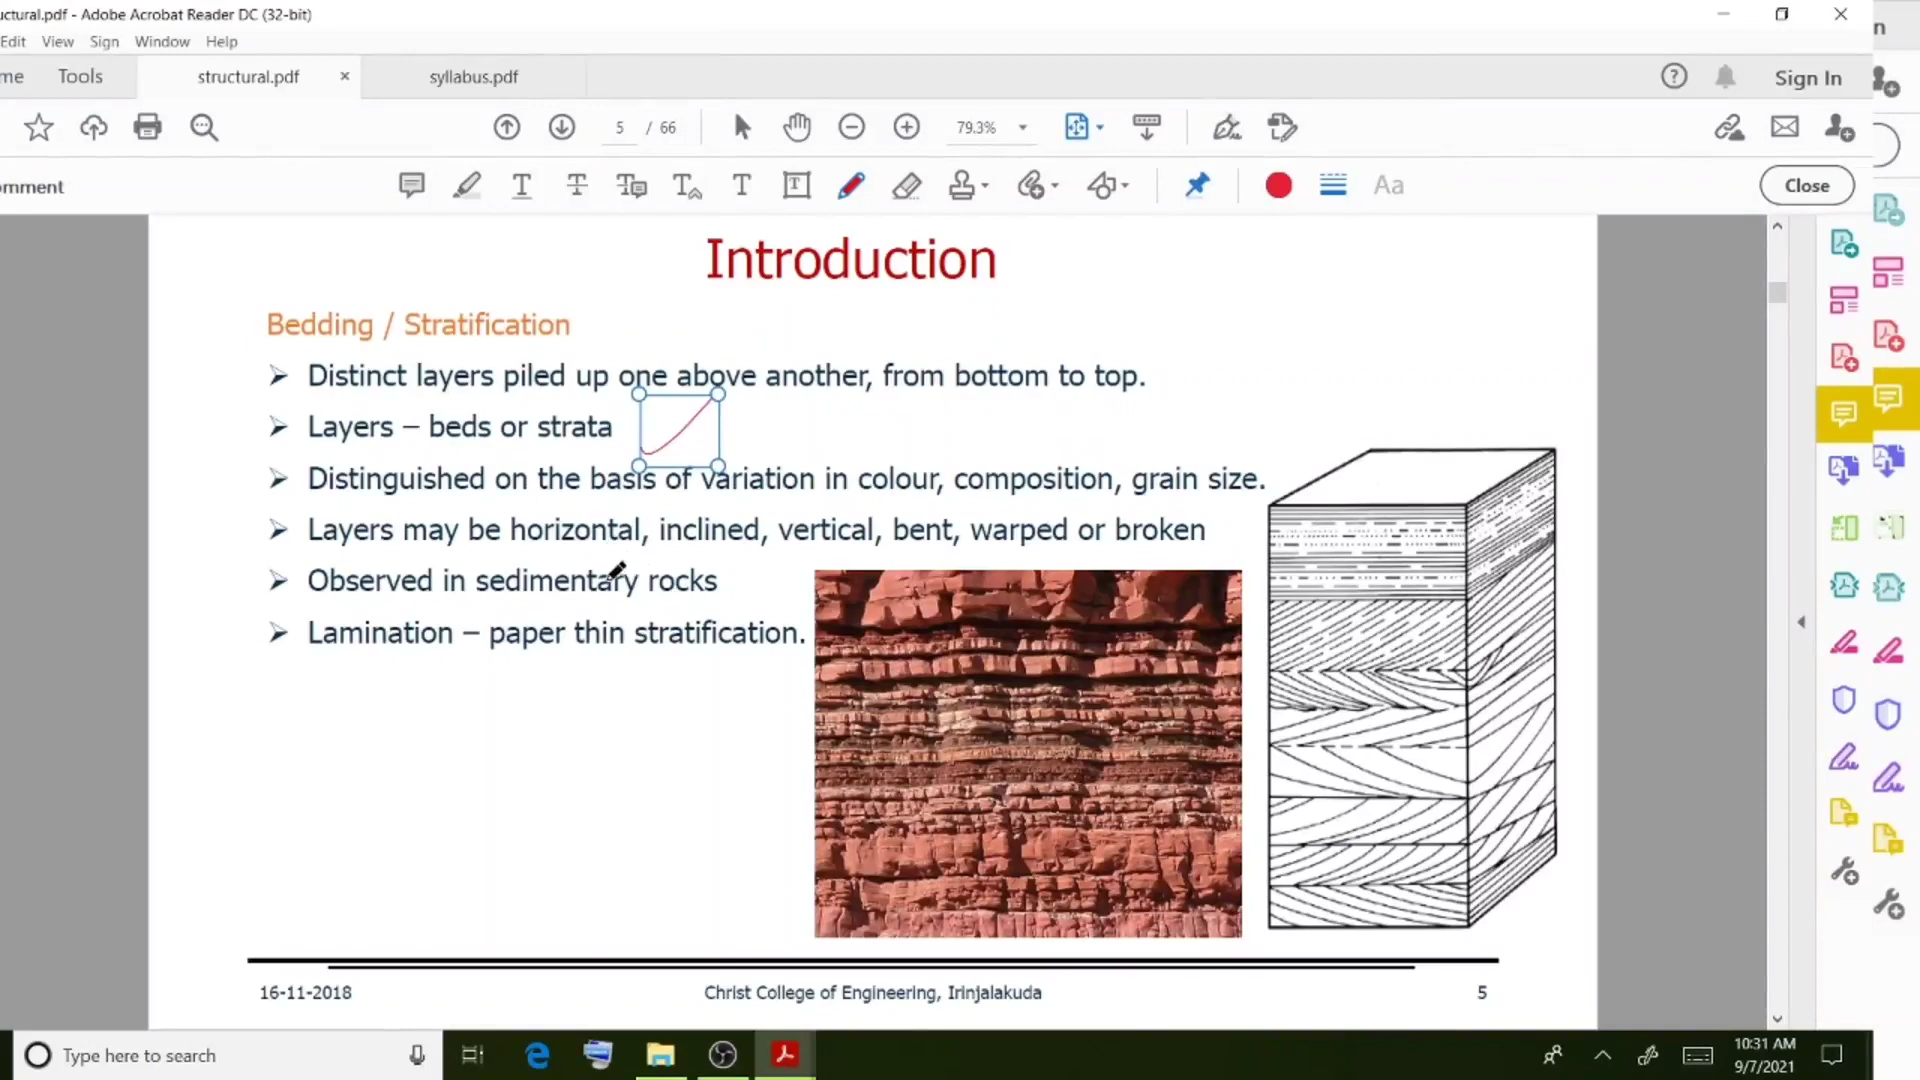 uctural.pdf - Adobe Acrobat Reader DC (32-bit)
Edit View Sign Window Help
me Tools structural.pdf × syllabus.pdf Sign In
n
5 / 66 79.3%
omment T T T T T T Aa Close
Introduction
Bedding / Stratification
➢ Distinct layers piled up one above another, from bottom to top.
➢ Layers – beds or strata
➢ Distinguished on the basis of variation in colour, composition, grain size.
➢ Layers may be horizontal, inclined, vertical, bent, warped or broken
➢ Observed in sedimentary rocks
➢ Lamination – paper thin stratification.
16-11-2018 Christ College of Engineering, Irinjalakuda 5
Type here to search 10:31 AM
9/7/2021